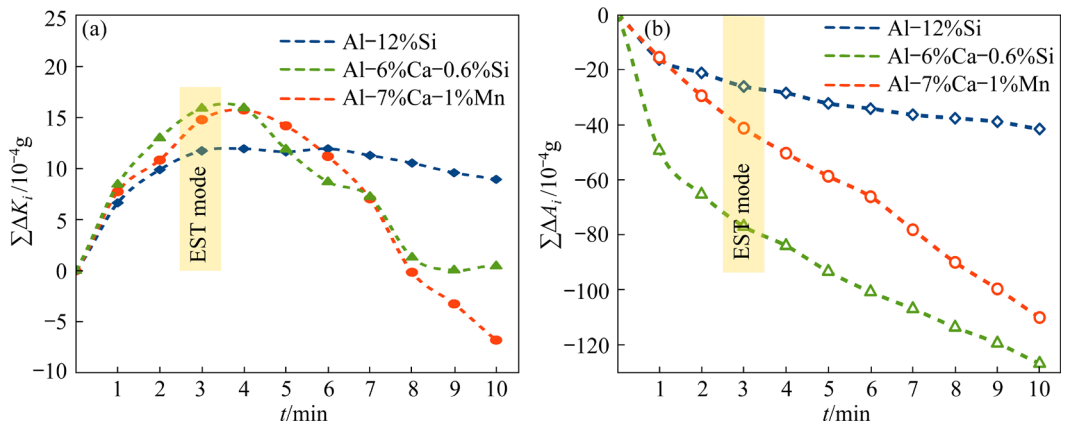 (a)
Al−12%Si
Al−6%Ca−0.6%Si
Al−7%Ca−1%Mn
25
20
15
10
5
0
−5
−10
∑ΔKᵢ/10⁻⁴g
EST mode
1 2 3 4 5 6 7 8 9 10
t/min
(b)
Al−12%Si
Al−6%Ca−0.6%Si
Al−7%Ca−1%Mn
0
−20
−40
−60
−80
−100
−120
∑ΔAᵢ/10⁻⁴g
EST mode
1 2 3 4 5 6 7 8 9 10
t/min